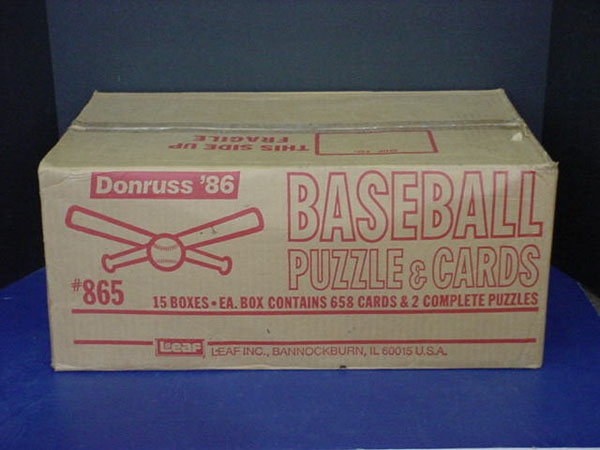 THIS SIDE UP
FRAGILE
Donruss '86
BASEBALL
PUZZLE & CARDS
#865
15 BOXES • EA. BOX CONTAINS 658 CARDS & 2 COMPLETE PUZZLES
Leaf LEAF INC., BANNOCKBURN, IL 60015 U.S.A.